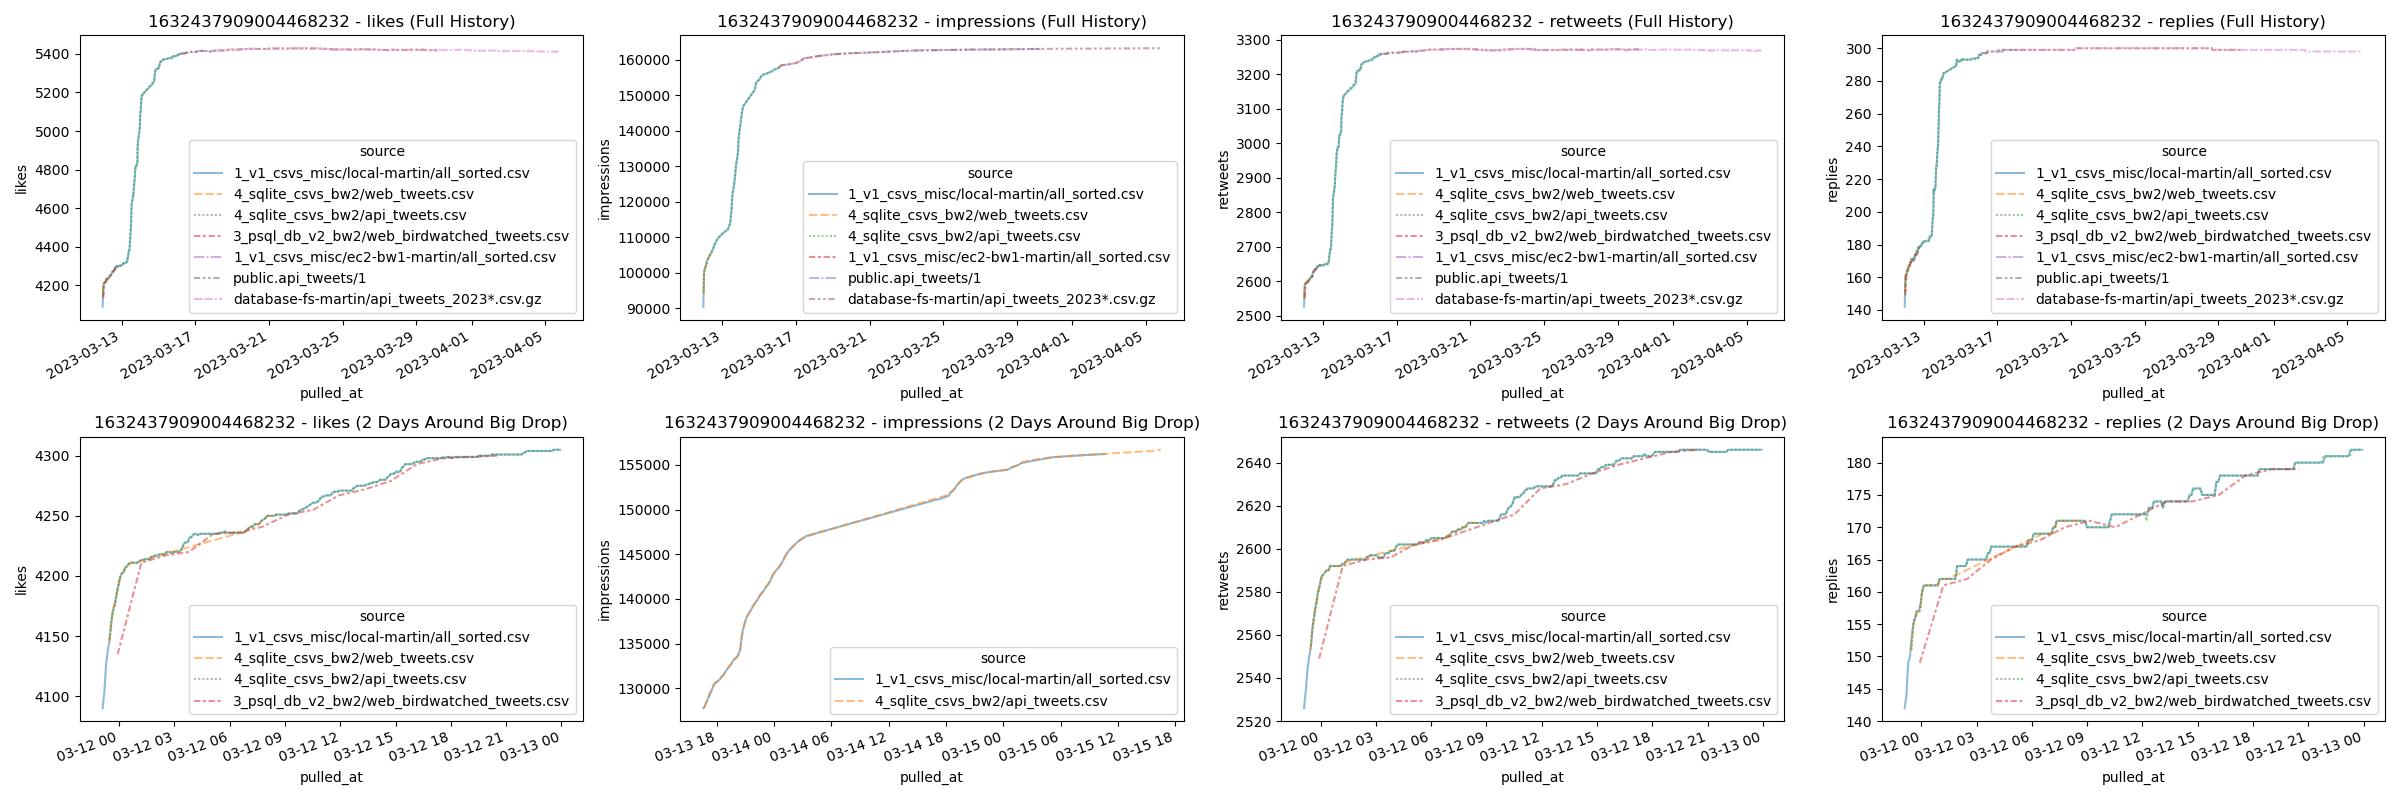 1632437909004468232 - likes (Full History)
5400
5200
5000
4800
4600
4400
4200
likes
source
1_v1_csvs_misc/local-martin/all_sorted.csv
4_sqlite_csvs_bw2/web_tweets.csv
4_sqlite_csvs_bw2/api_tweets.csv
3_psql_db_v2_bw2/web_birdwatched_tweets.csv
1_v1_csvs_misc/ec2-bw1-martin/all_sorted.csv
public.api_tweets/1
database-fs-martin/api_tweets_2023*.csv.gz
2023-03-13
2023-03-17
2023-03-21
2023-03-25
2023-03-29
2023-04-01
2023-04-05
pulled_at
1632437909004468232 - impressions (Full History)
160000
150000
140000
130000
120000
110000
100000
90000
impressions
source
1_v1_csvs_misc/local-martin/all_sorted.csv
4_sqlite_csvs_bw2/web_tweets.csv
4_sqlite_csvs_bw2/api_tweets.csv
1_v1_csvs_misc/ec2-bw1-martin/all_sorted.csv
public.api_tweets/1
database-fs-martin/api_tweets_2023*.csv.gz
2023-03-13
2023-03-17
2023-03-21
2023-03-25
2023-03-29
2023-04-01
2023-04-05
pulled_at
1632437909004468232 - retweets (Full History)
3300
3200
3100
3000
2900
2800
2700
2600
2500
retweets
source
1_v1_csvs_misc/local-martin/all_sorted.csv
4_sqlite_csvs_bw2/web_tweets.csv
4_sqlite_csvs_bw2/api_tweets.csv
3_psql_db_v2_bw2/web_birdwatched_tweets.csv
1_v1_csvs_misc/ec2-bw1-martin/all_sorted.csv
public.api_tweets/1
database-fs-martin/api_tweets_2023*.csv.gz
2023-03-13
2023-03-17
2023-03-21
2023-03-25
2023-03-29
2023-04-01
2023-04-05
pulled_at
1632437909004468232 - replies (Full History)
300
280
260
240
220
200
180
160
140
replies
source
1_v1_csvs_misc/local-martin/all_sorted.csv
4_sqlite_csvs_bw2/web_tweets.csv
4_sqlite_csvs_bw2/api_tweets.csv
3_psql_db_v2_bw2/web_birdwatched_tweets.csv
1_v1_csvs_misc/ec2-bw1-martin/all_sorted.csv
public.api_tweets/1
database-fs-martin/api_tweets_2023*.csv.gz
2023-03-13
2023-03-17
2023-03-21
2023-03-25
2023-03-29
2023-04-01
2023-04-05
pulled_at
1632437909004468232 - likes (2 Days Around Big Drop)
4300
4250
4200
4150
4100
likes
source
1_v1_csvs_misc/local-martin/all_sorted.csv
4_sqlite_csvs_bw2/web_tweets.csv
4_sqlite_csvs_bw2/api_tweets.csv
3_psql_db_v2_bw2/web_birdwatched_tweets.csv
03-12 00
03-12 03
03-12 06
03-12 09
03-12 12
03-12 15
03-12 18
03-12 21
03-13 00
pulled_at
1632437909004468232 - impressions (2 Days Around Big Drop)
155000
150000
145000
140000
135000
130000
impressions
source
1_v1_csvs_misc/local-martin/all_sorted.csv
4_sqlite_csvs_bw2/api_tweets.csv
03-13 18
03-14 00
03-14 06
03-14 12
03-14 18
03-15 00
03-15 06
03-15 12
03-15 18
pulled_at
1632437909004468232 - retweets (2 Days Around Big Drop)
2640
2620
2600
2580
2560
2540
2520
retweets
source
1_v1_csvs_misc/local-martin/all_sorted.csv
4_sqlite_csvs_bw2/web_tweets.csv
4_sqlite_csvs_bw2/api_tweets.csv
3_psql_db_v2_bw2/web_birdwatched_tweets.csv
03-12 00
03-12 03
03-12 06
03-12 09
03-12 12
03-12 15
03-12 18
03-12 21
03-13 00
pulled_at
1632437909004468232 - replies (2 Days Around Big Drop)
180
175
170
165
160
155
150
145
140
replies
source
1_v1_csvs_misc/local-martin/all_sorted.csv
4_sqlite_csvs_bw2/web_tweets.csv
4_sqlite_csvs_bw2/api_tweets.csv
3_psql_db_v2_bw2/web_birdwatched_tweets.csv
03-12 00
03-12 03
03-12 06
03-12 09
03-12 12
03-12 15
03-12 18
03-12 21
03-13 00
pulled_at